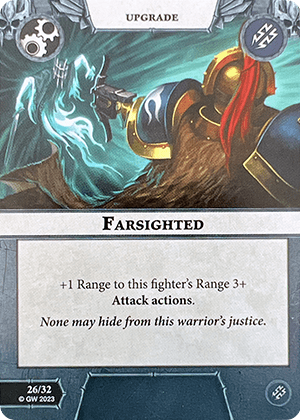 UPGRADE
FARSIGHTED
+1 Range to this fighter's Range 3+
Attack actions.
None may hide from this warrior's justice.
26/32
© GW 2023